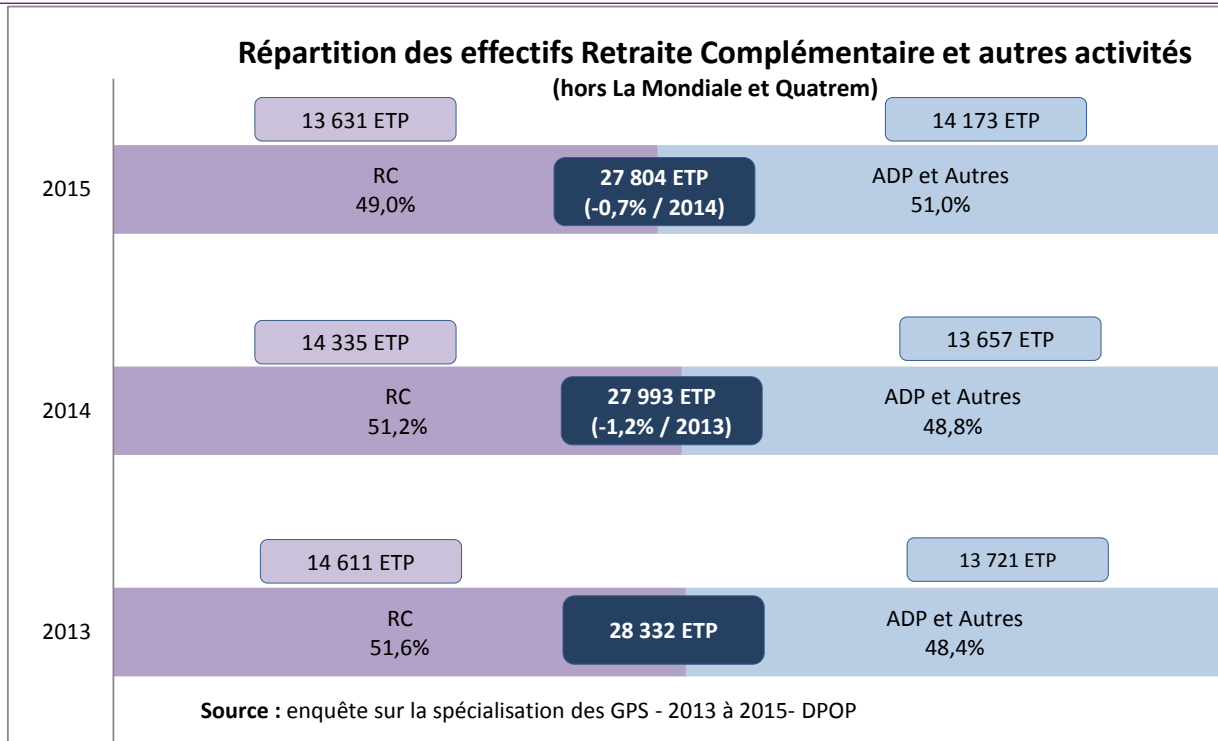 Répartition des effectifs Retraite Complémentaire et autres activités
(hors La Mondiale et Quatrem)
13 631 ETP
14 173 ETP
2015
RC
49,0%
27 804 ETP
(-0,7% / 2014)
ADP et Autres
51,0%
14 335 ETP
13 657 ETP
2014
RC
51,2%
27 993 ETP
(-1,2% / 2013)
ADP et Autres
48,8%
14 611 ETP
13 721 ETP
2013
RC
51,6%
28 332 ETP
ADP et Autres
48,4%
Source : enquête sur la spécialisation des GPS - 2013 à 2015- DPOP